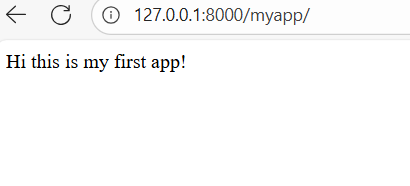 127.0.0.1:8000/myapp/
Hi this is my first app!